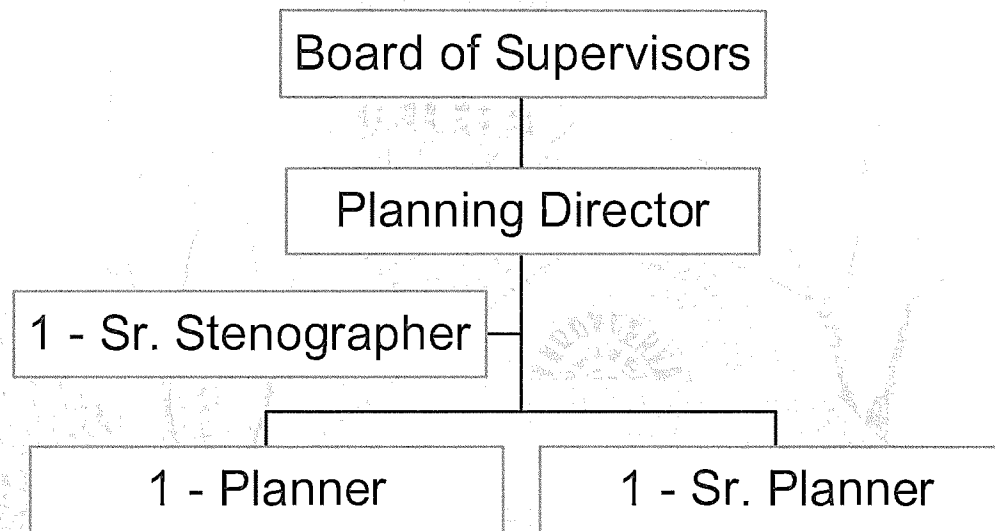 Board of Supervisors
Planning Director
1 - Sr. Stenographer
1 - Planner
1 - Sr. Planner